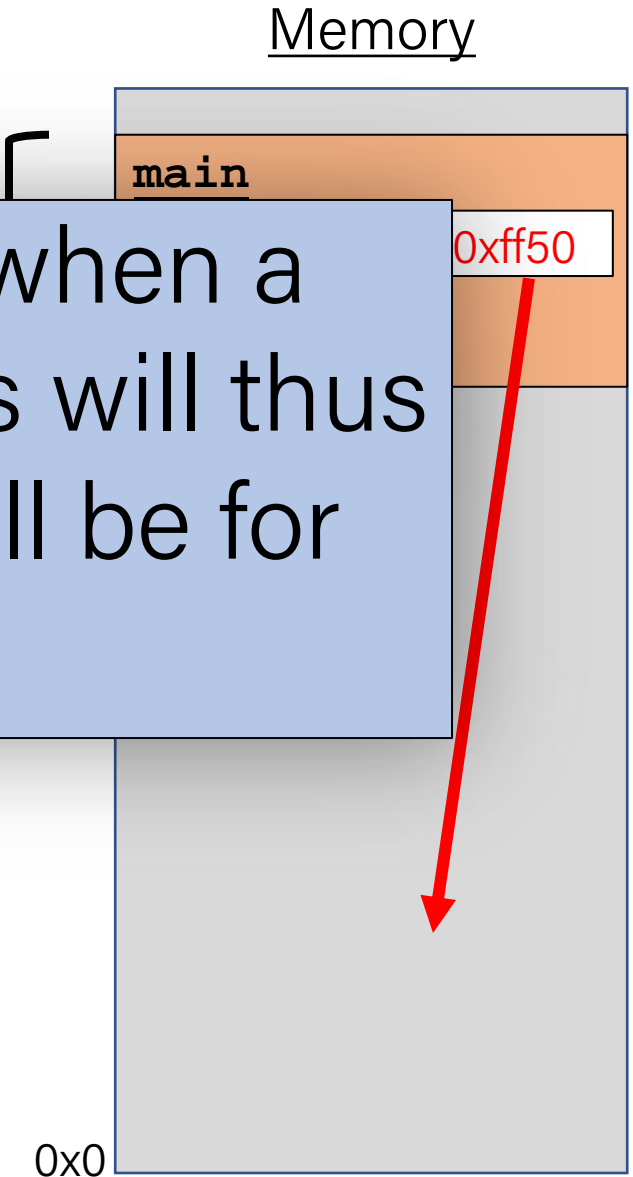 Memory
main
0xff50
when a
s will thus
ll be for
0x0